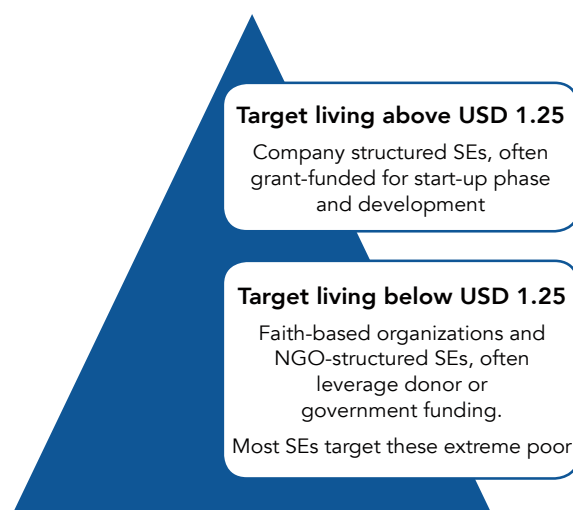 Target living above USD 1.25
Company structured SEs, often
grant-funded for start-up phase
and development
Target living below USD 1.25
Faith-based organizations and
NGO-structured SEs, often
leverage donor or
government funding.
Most SEs target these extreme poor